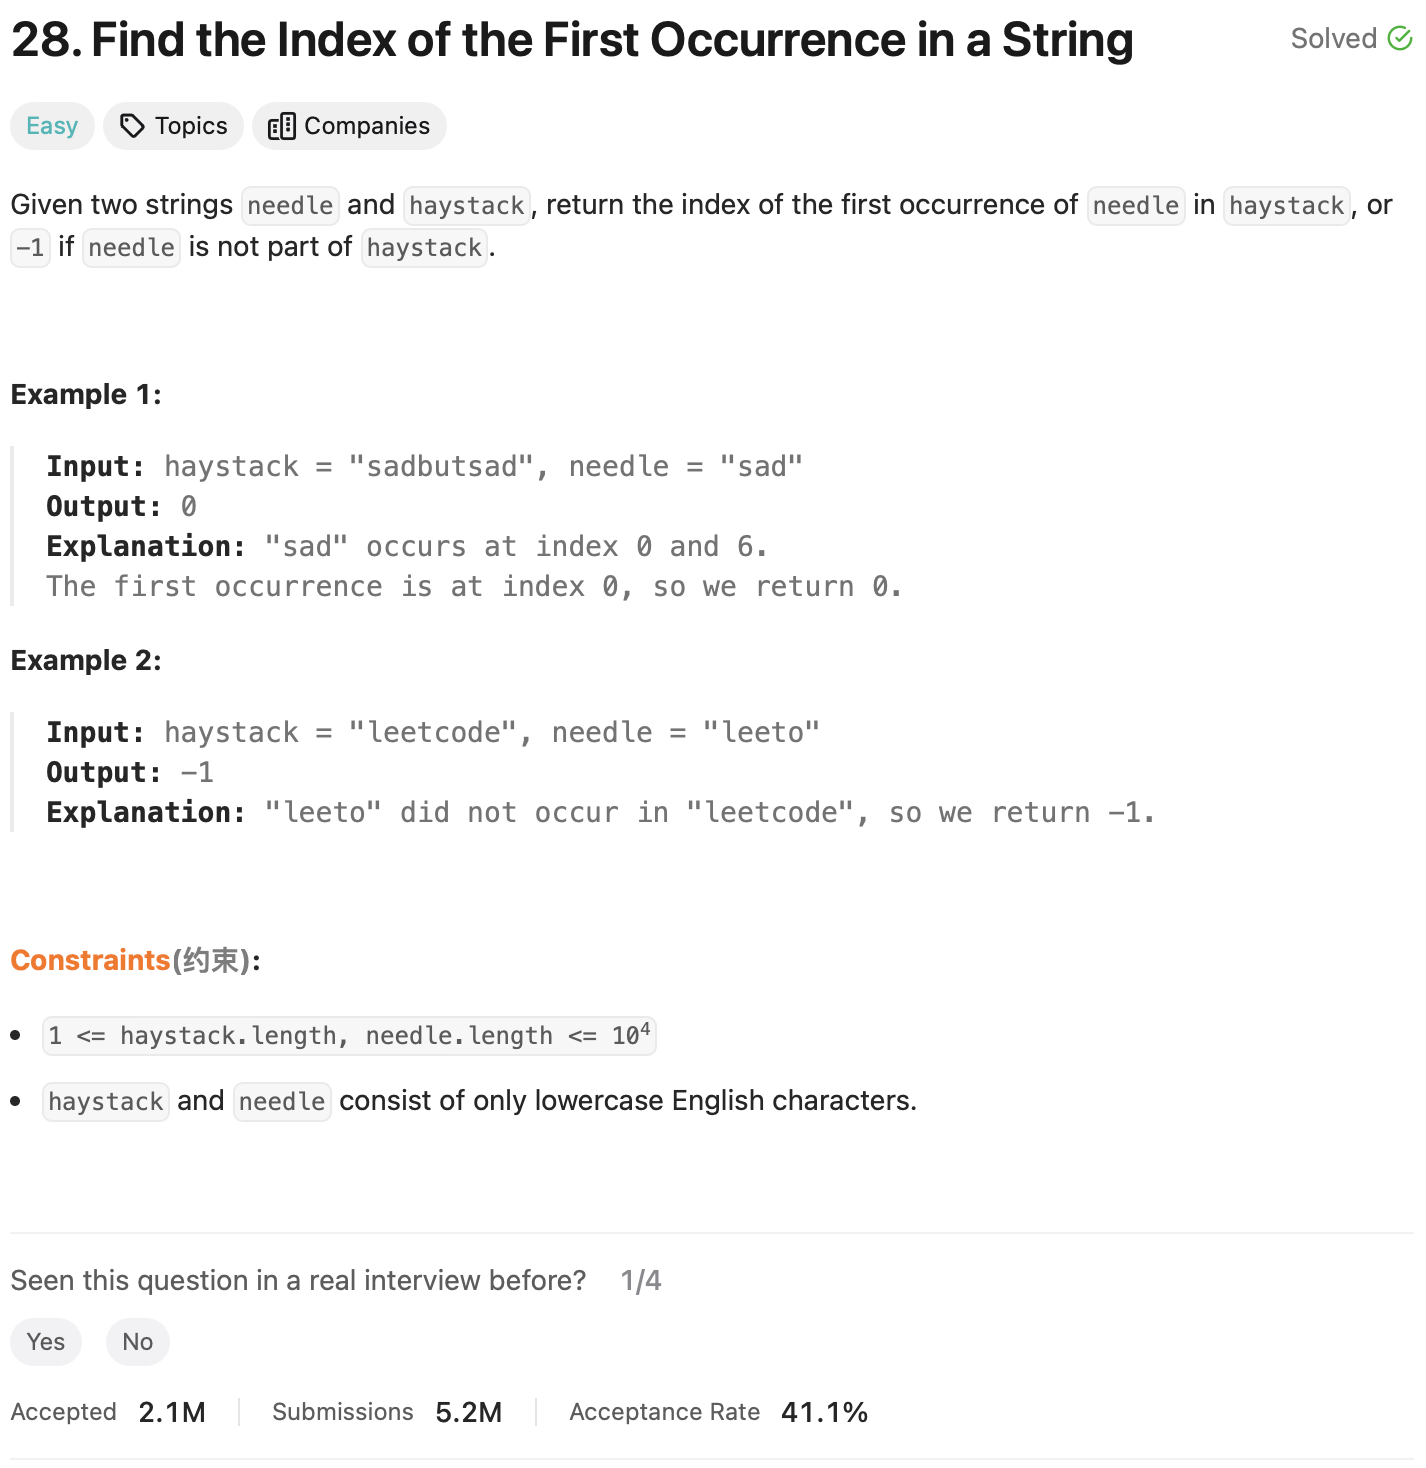 28. Find the Index of the First Occurrence in a String
Solved
Easy
Topics
Companies
Given two strings needle and haystack, return the index of the first occurrence of needle in haystack, or
-1 if needle is not part of haystack.
Example 1:
Input: haystack = "sadbutsad", needle = "sad"
Output: 0
Explanation: "sad" occurs at index 0 and 6.
The first occurrence is at index 0, so we return 0.
Example 2:
Input: haystack = "leetcode", needle = "leeto"
Output: -1
Explanation: "leeto" did not occur in "leetcode", so we return -1.
Constraints(约束):
• 1 <= haystack.length, needle.length <= 10⁴
• haystack and needle consist of only lowercase English characters.
Seen this question in a real interview before? 1/4
Yes
No
Accepted 2.1M
Submissions 5.2M
Acceptance Rate 41.1%